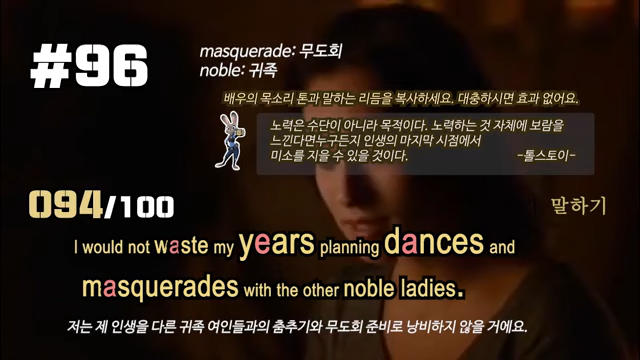 #96
masquerade: 무도회
noble: 귀족
배우의 목소리 톤과 말하는 리듬을 복사하세요. 대충하시면 효과 없어요.
노력은 수단이 아니라 목적이다. 노력하는 것 자체에 보람을
느낀다면누구든지 인생의 마지막 시점에서
미소를 지을 수 있을 것이다. -톨스토이-
094/100
말하기
I would not waste my years planning dances and
masquerades with the other noble ladies.
저는 제 인생을 다른 귀족 여인들과의 춤추기와 무도회 준비로 낭비하지 않을 거에요.